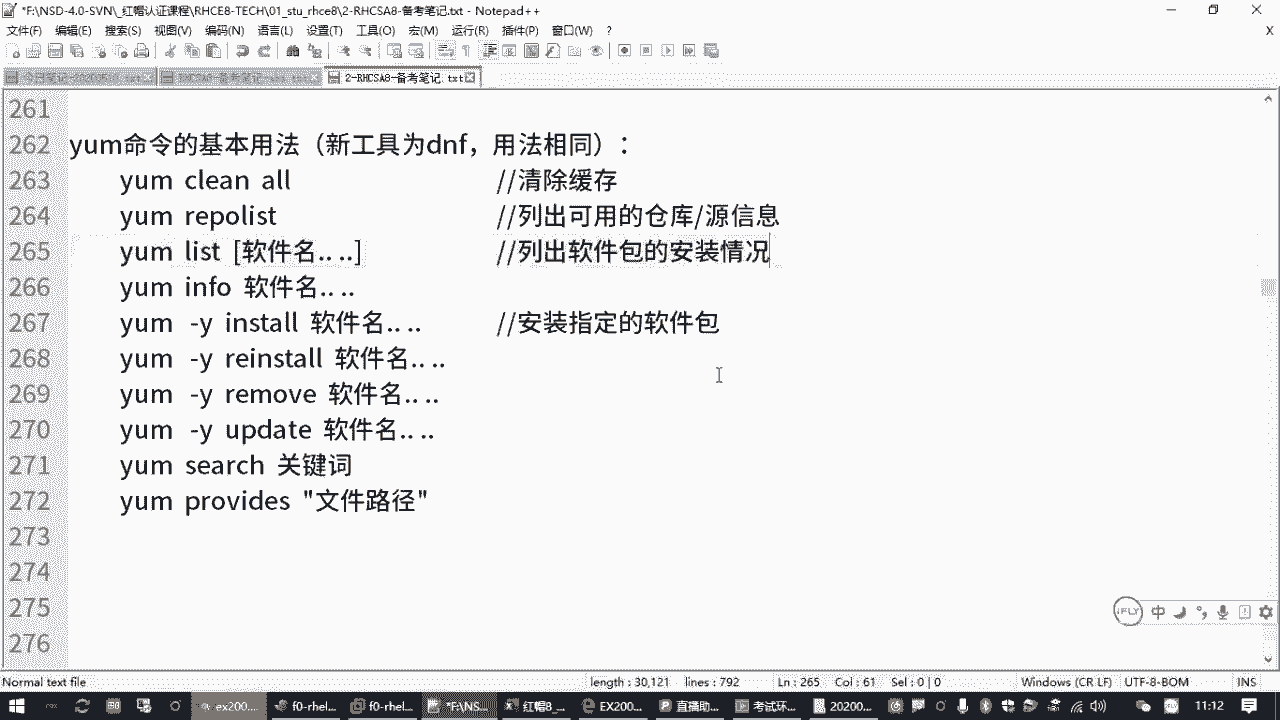 *F:\NSD-4.0-SVN\_红帽认证课程\RHCE8-TECH\01_stu_rhce8\2-RHCSA8-备考笔记.txt - Notepad++
文件(F) 编辑(E) 搜索(S) 视图(V) 编码(N) 语言(L) 设置(T) 工具(O) 宏(M) 运行(R) 插件(P) 窗口(W) ? X
2-RHCSA8-备考笔记.txt
261
262 yum命令的基本用法（新工具为dnf，用法相同）：
263 yum clean all //清除缓存
264 yum repolist //列出可用的仓库/源信息
265 yum list [软件名.. ..] //列出软件包的安装情况
266 yum info 软件名.. ..
267 yum -y install 软件名.. .. //安装指定的软件包
268 yum -y reinstall 软件名.. ..
269 yum -y remove 软件名.. ..
270 yum -y update 软件名.. ..
271 yum search 关键词
272 yum provides "文件路径"
273
274
275
276
iFLY 中
Normal text file length : 30,121 lines : 792 Ln : 265 Col : 61 Sel : 0 | 0 Windows (CR LF) UTF-8-BOM INS
ex200... f0-rhel... f0-rhel... *F:\NS... 红帽8_... EX200... 直播助... 考试环... 20200... 11:12